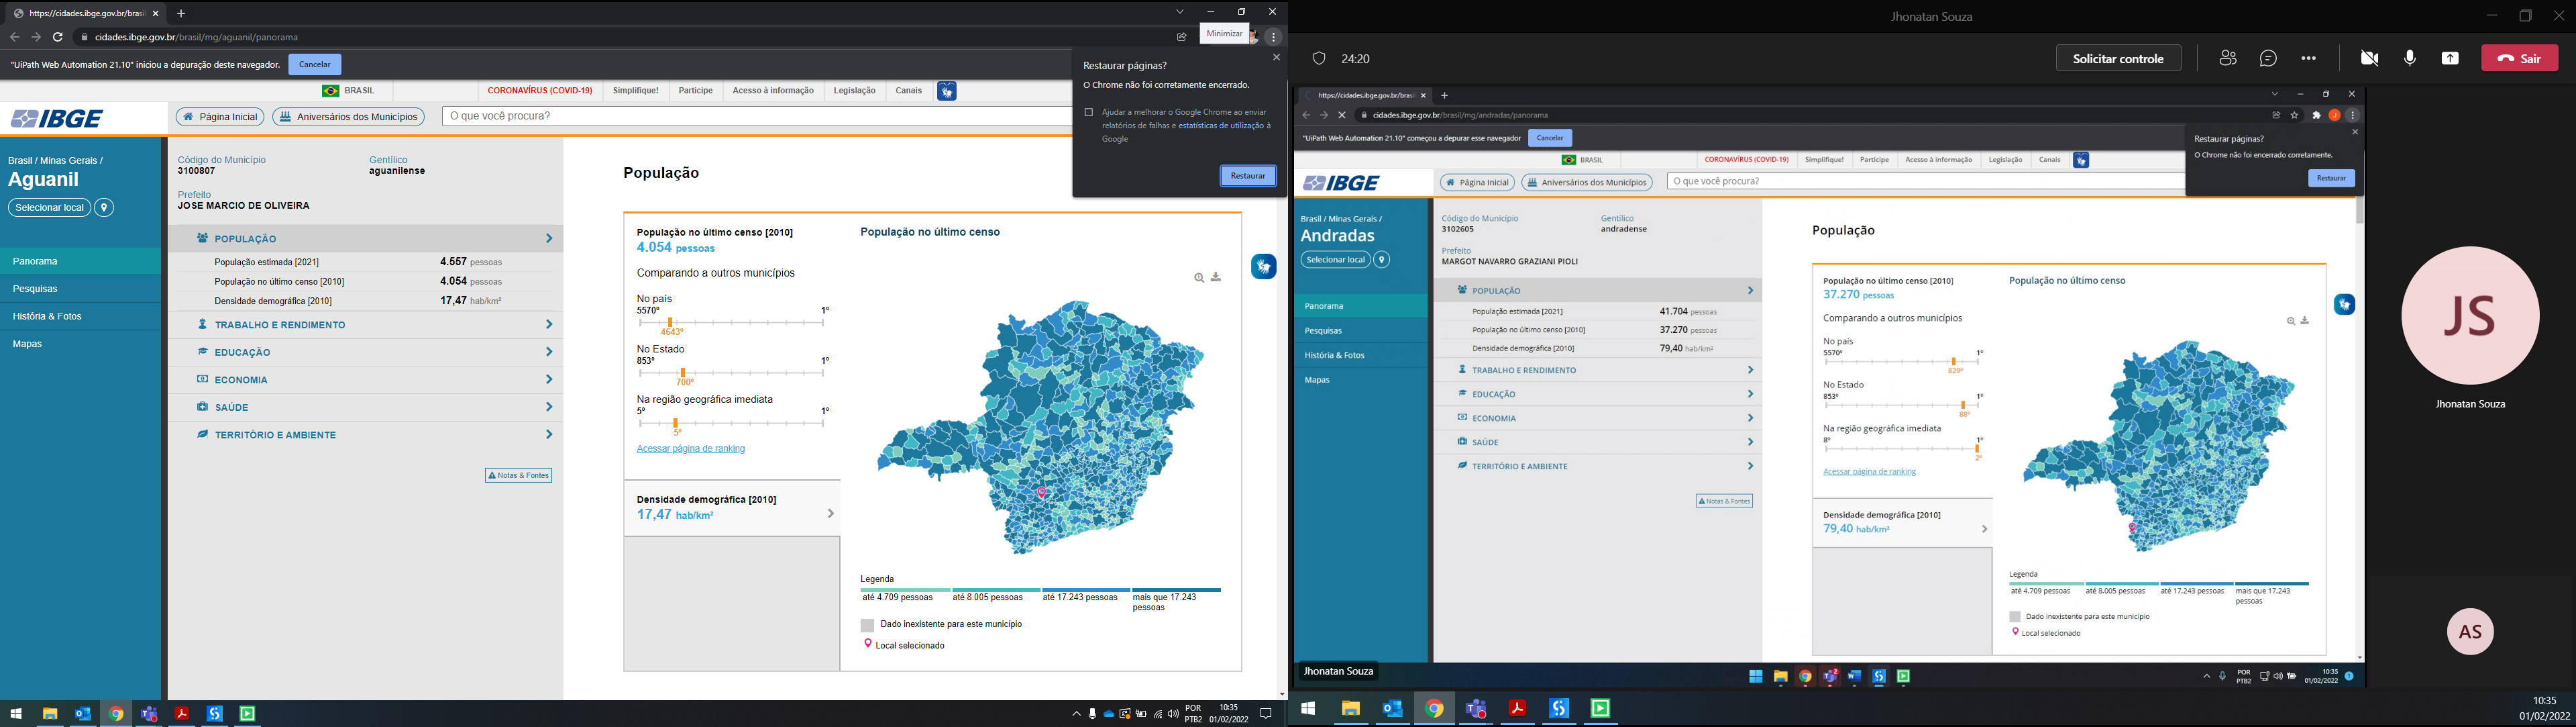 https://cidades.ibge.gov.br/brasil
cidades.ibge.gov.br/brasil/mg/aguanil/panorama
Minimizar
"UiPath Web Automation 21.10" iniciou a depuração deste navegador.
Cancelar
Restaurar páginas?
O Chrome não foi corretamente encerrado.
Ajudar a melhorar o Google Chrome ao enviar
relatórios de falhas e estatísticas de utilização à
Google
Restaurar
BRASIL
CORONAVÍRUS (COVID-19)
Simplifique!
Participe
Acesso à informação
Legislação
Canais
IBGE
Página Inicial
Aniversários dos Municípios
O que você procura?
Brasil / Minas Gerais /
Aguanil
Selecionar local
Panorama
Pesquisas
História & Fotos
Mapas
Código do Município
3100807
Gentílico
aguanilense
Prefeito
JOSE MARCIO DE OLIVEIRA
POPULAÇÃO
População estimada [2021] 4.557 pessoas
População no último censo [2010] 4.054 pessoas
Densidade demográfica [2010] 17,47 hab/km²
TRABALHO E RENDIMENTO
EDUCAÇÃO
ECONOMIA
SAÚDE
TERRITÓRIO E AMBIENTE
Notas & Fontes
População
População no último censo [2010]
4.054 pessoas
Comparando a outros municípios
No país
5570º 1º
4643º
No Estado
853º 1º
700º
Na região geográfica imediata
5º 1º
5º
Acessar página de ranking
Densidade demográfica [2010]
17,47 hab/km²
População no último censo
Legenda
até 4.709 pessoas
até 8.005 pessoas
até 17.243 pessoas
mais que 17.243
pessoas
Dado inexistente para este município
Local selecionado
POR
PTB2
10:35
01/02/2022
Jhonatan Souza
24:20
Solicitar controle
Sair
https://cidades.ibge.gov.br/brasil
cidades.ibge.gov.br/brasil/mg/andradas/panorama
"UiPath Web Automation 21.10" começou a depurar esse navegador
Cancelar
Restaurar páginas?
O Chrome não foi encerrado corretamente.
Restaurar
BRASIL
CORONAVÍRUS (COVID-19)
Simplifique!
Participe
Acesso à informação
Legislação
Canais
IBGE
Página Inicial
Aniversários dos Municípios
O que você procura?
Brasil / Minas Gerais /
Andradas
Selecionar local
Panorama
Pesquisas
História & Fotos
Mapas
Código do Município
3102605
Gentílico
andradense
Prefeito
MARGOT NAVARRO GRAZIANI PIOLI
POPULAÇÃO
População estimada [2021] 41.704 pessoas
População no último censo [2010] 37.270 pessoas
Densidade demográfica [2010] 79,40 hab/km²
TRABALHO E RENDIMENTO
EDUCAÇÃO
ECONOMIA
SAÚDE
TERRITÓRIO E AMBIENTE
Notas & Fontes
População
População no último censo [2010]
37.270 pessoas
Comparando a outros municípios
No país
5570º 1º
829º
No Estado
853º 1º
88º
Na região geográfica imediata
8º 1º
2º
Acessar página de ranking
Densidade demográfica [2010]
79,40 hab/km²
População no último censo
Legenda
até 4.709 pessoas
até 8.005 pessoas
até 17.243 pessoas
mais que 17.243
pessoas
Dado inexistente para este município
Local selecionado
Jhonatan Souza
POR
PTB2
10:35
01/02/2022
JS
Jhonatan Souza
AS
10:35
01/02/2022